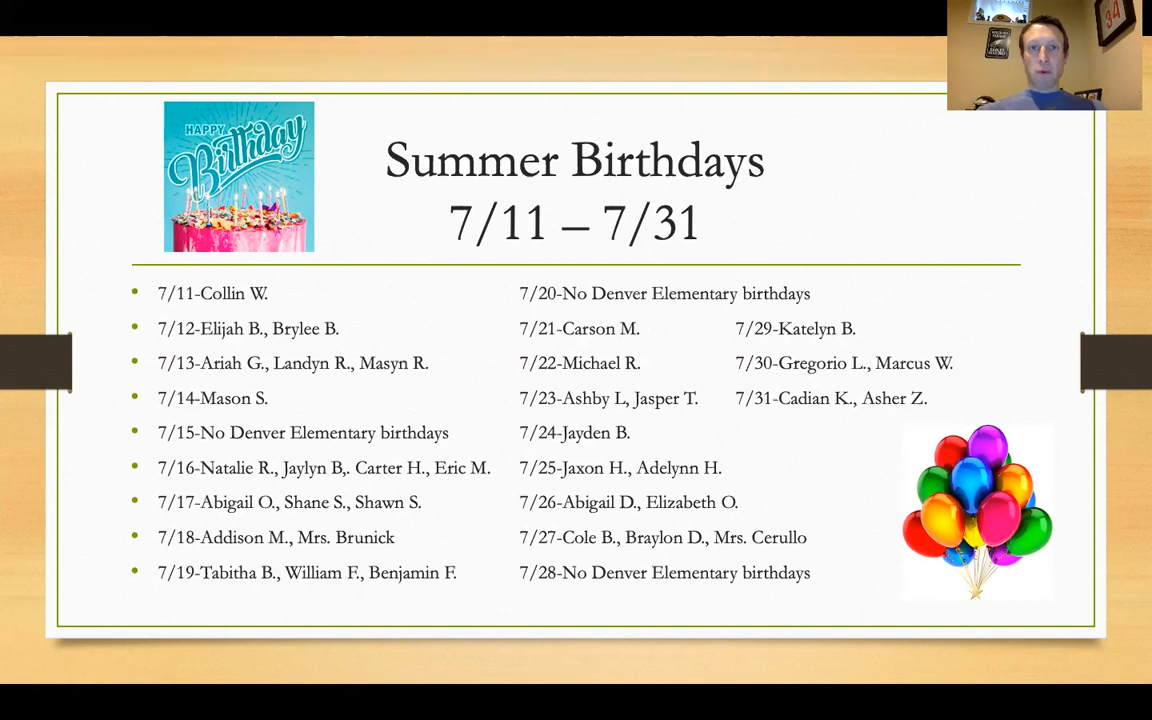 HAPPY
Birthday
Summer Birthdays
7/11 – 7/31
7/11-Collin W.
7/12-Elijah B., Brylee B.
7/13-Ariah G., Landyn R., Masyn R.
7/14-Mason S.
7/15-No Denver Elementary birthdays
7/16-Natalie R., Jaylyn B,. Carter H., Eric M.
7/17-Abigail O., Shane S., Shawn S.
7/18-Addison M., Mrs. Brunick
7/19-Tabitha B., William F., Benjamin F.
7/20-No Denver Elementary birthdays
7/21-Carson M.
7/22-Michael R.
7/23-Ashby L, Jasper T.
7/24-Jayden B.
7/25-Jaxon H., Adelynn H.
7/26-Abigail D., Elizabeth O.
7/27-Cole B., Braylon D., Mrs. Cerullo
7/28-No Denver Elementary birthdays
7/29-Katelyn B.
7/30-Gregorio L., Marcus W.
7/31-Cadian K., Asher Z.
34